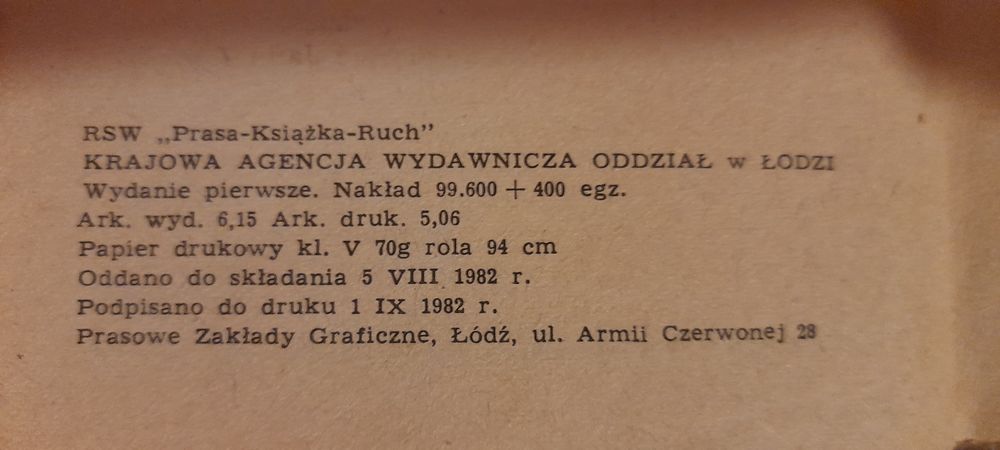 RSW „Prasa-Książka-Ruch”
KRAJOWA AGENCJA WYDAWNICZA ODDZIAŁ w ŁODZI
Wydanie pierwsze. Nakład 99.600 + 400 egz.
Ark. wyd. 6,15 Ark. druk. 5,06
Papier drukowy kl. V 70g rola 94 cm
Oddano do składania 5 VIII 1982 r.
Podpisano do druku 1 IX 1982 r.
Prasowe Zakłady Graficzne, Łódź, ul. Armii Czerwonej 28